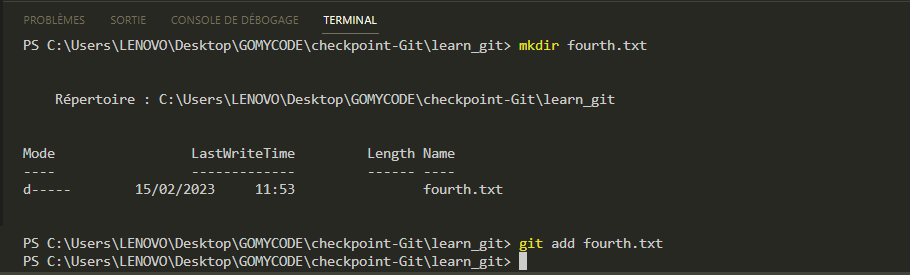 PROBLÈMES SORTIE CONSOLE DE DÉBOGAGE TERMINAL
PS C:\Users\LENOVO\Desktop\GOMYCODE\checkpoint-Git\learn_git> mkdir fourth.txt
Répertoire : C:\Users\LENOVO\Desktop\GOMYCODE\checkpoint-Git\learn_git
Mode LastWriteTime Length Name
---- ------------- ------ ----
d----- 15/02/2023 11:53 fourth.txt
PS C:\Users\LENOVO\Desktop\GOMYCODE\checkpoint-Git\learn_git> git add fourth.txt
PS C:\Users\LENOVO\Desktop\GOMYCODE\checkpoint-Git\learn_git>